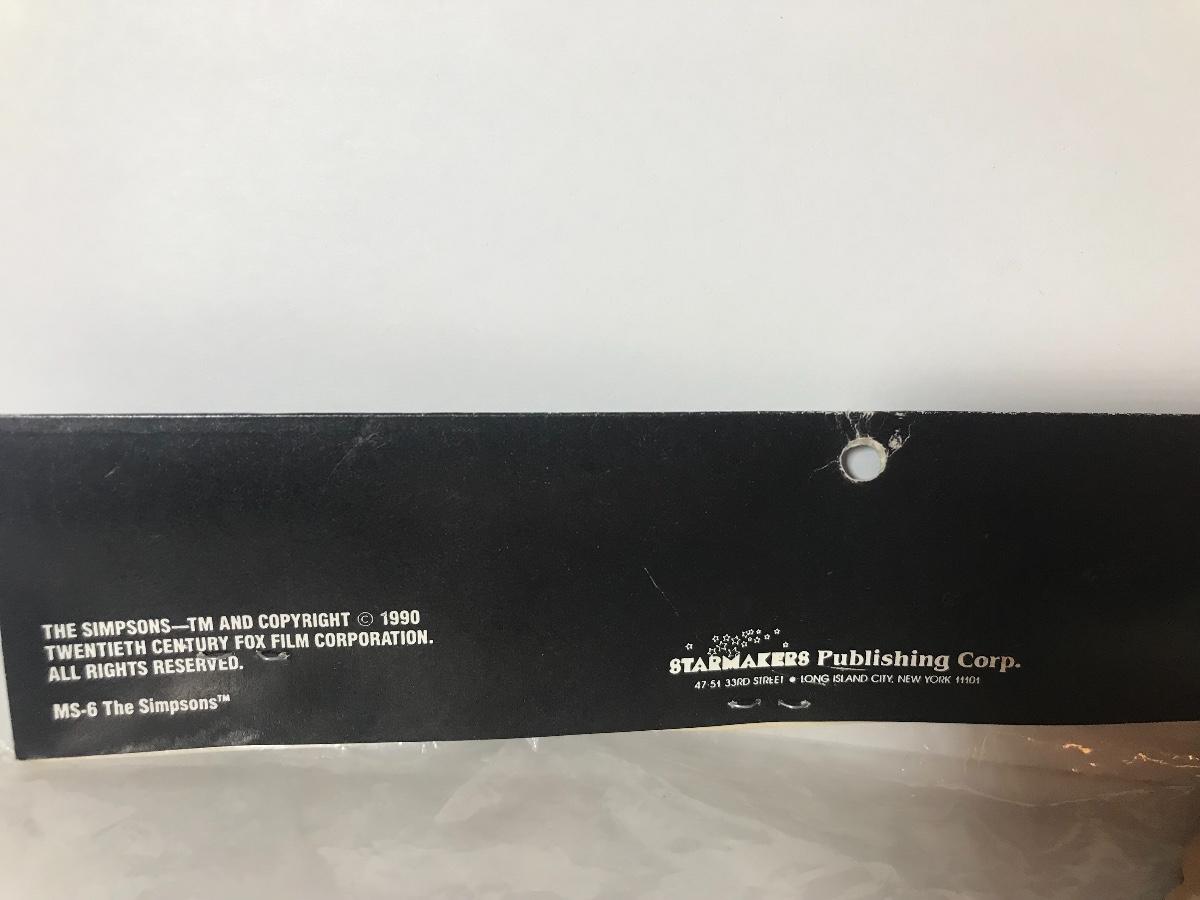 THE SIMPSONS—TM AND COPYRIGHT © 1990
TWENTIETH CENTURY FOX FILM CORPORATION.
ALL RIGHTS RESERVED.
MS-6 The Simpsons™
STARMAKERS Publishing Corp.
47-51 33RD STREET • LONG ISLAND CITY, NEW YORK 11101